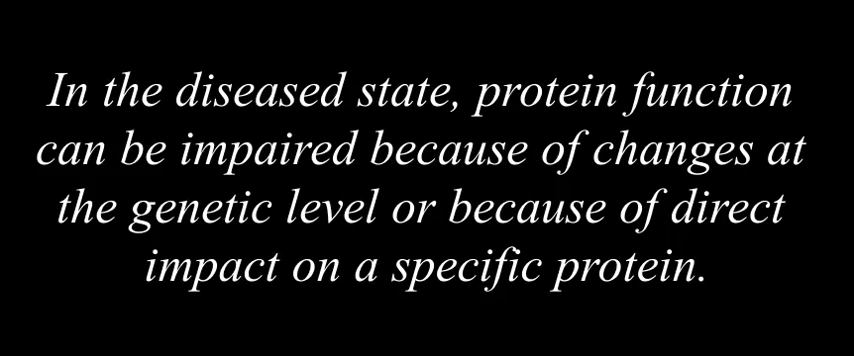 In the diseased state, protein function
can be impaired because of changes at
the genetic level or because of direct
impact on a specific protein.